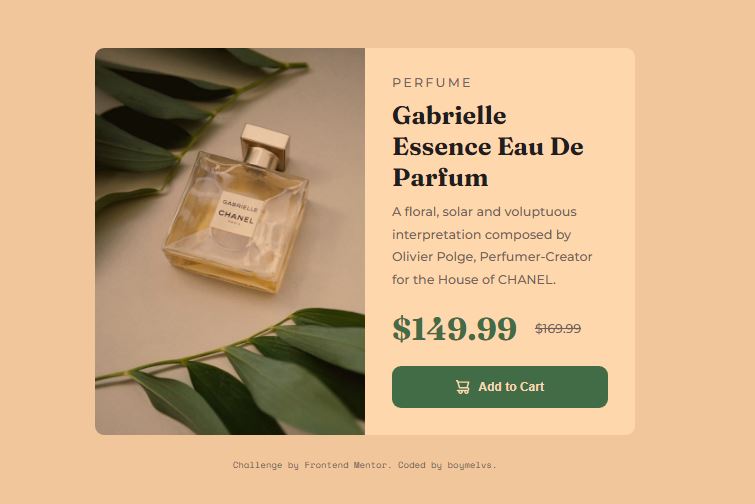 GABRIELLE
CHANEL
PARIS
PERFUME
Gabrielle
Essence Eau De
Parfum
A floral, solar and voluptuous
interpretation composed by
Olivier Polge, Perfumer-Creator
for the House of CHANEL.
$149.99 $169.99
Add to Cart
Challenge by Frontend Mentor. Coded by boymelvs.